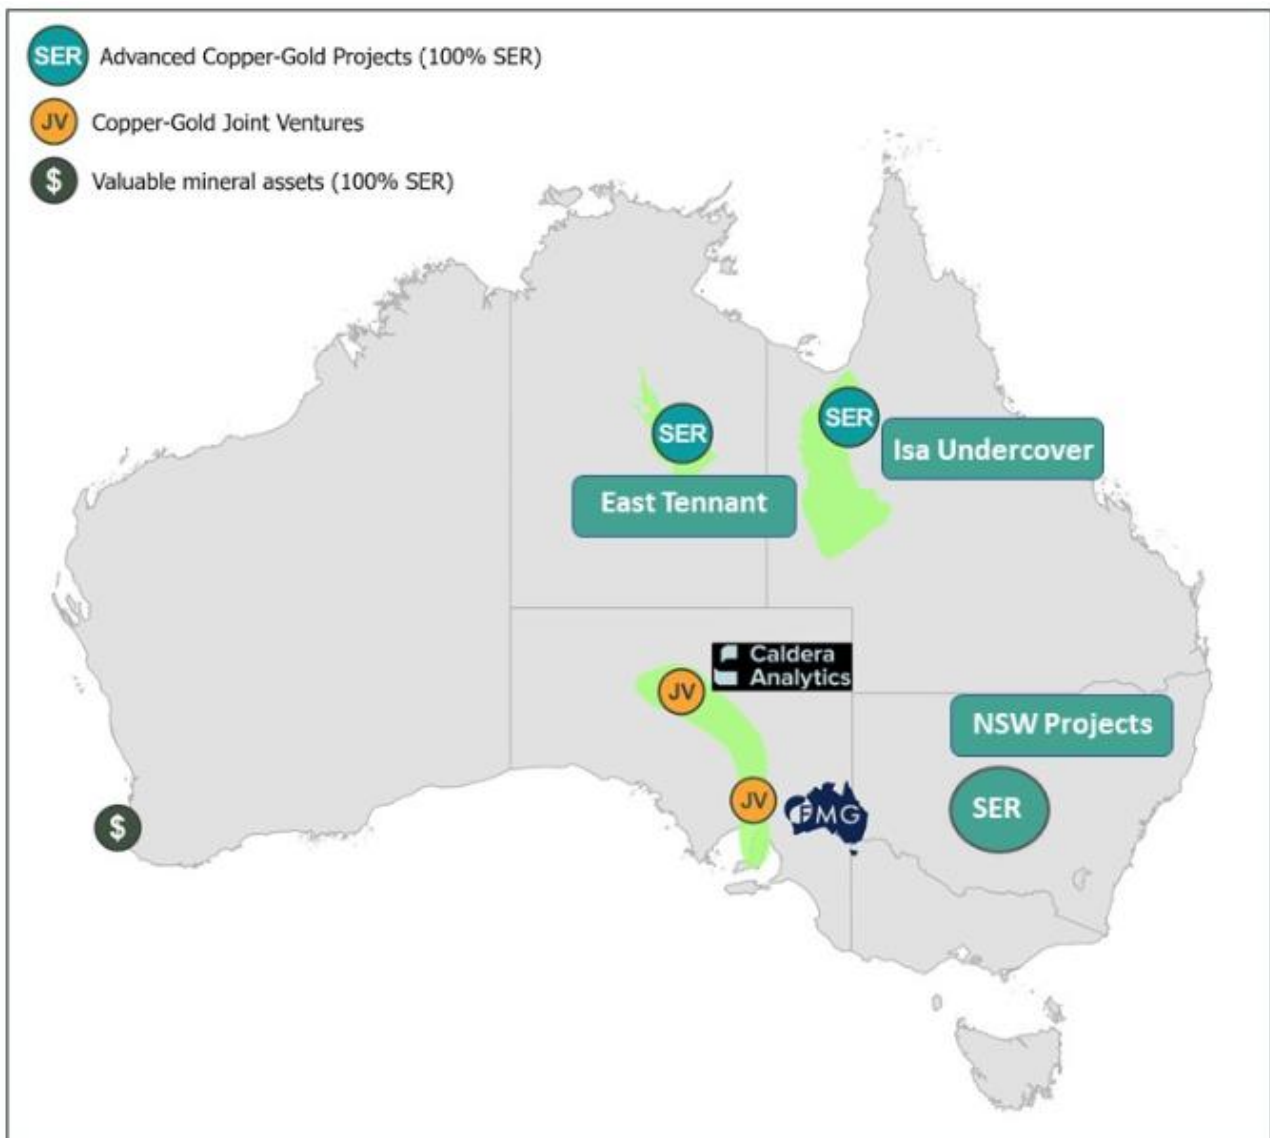 SER Advanced Copper-Gold Projects (100% SER)
JV Copper-Gold Joint Ventures
$ Valuable mineral assets (100% SER)
SER
SER
Isa Undercover
East Tennant
Caldera
Analytics
JV
NSW Projects
JV
FMG
SER
$